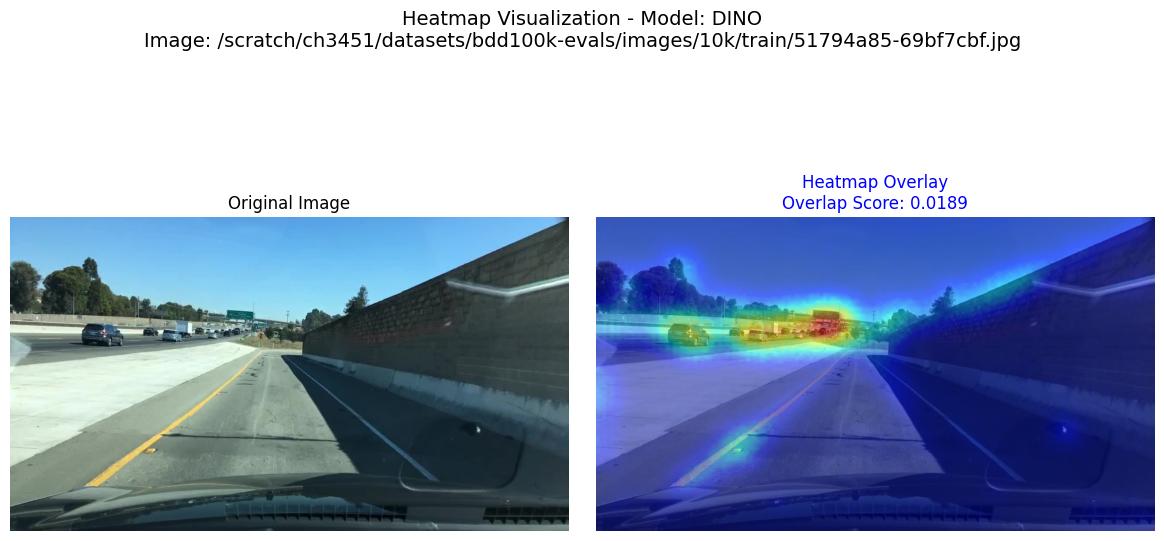 Heatmap Visualization - Model: DINO
Image: /scratch/ch3451/datasets/bdd100k-evals/images/10k/train/51794a85-69bf7cbf.jpg
Original Image
Heatmap Overlay
Overlap Score: 0.0189